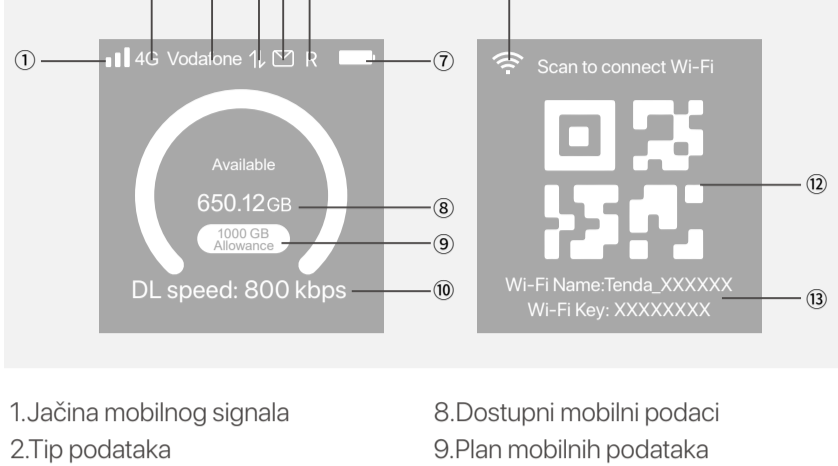 ① 4G Vodafone R ⑦
Available
650.12GB ⑧
1000 GB
Allowance ⑨
DL speed: 800 kbps ⑩
Scan to connect Wi-Fi
⑫
Wi-Fi Name:Tenda_XXXXXX
Wi-Fi Key: XXXXXXXX ⑬
1.Jačina mobilnog signala
2.Tip podataka
8.Dostupni mobilni podaci
9.Plan mobilnih podataka